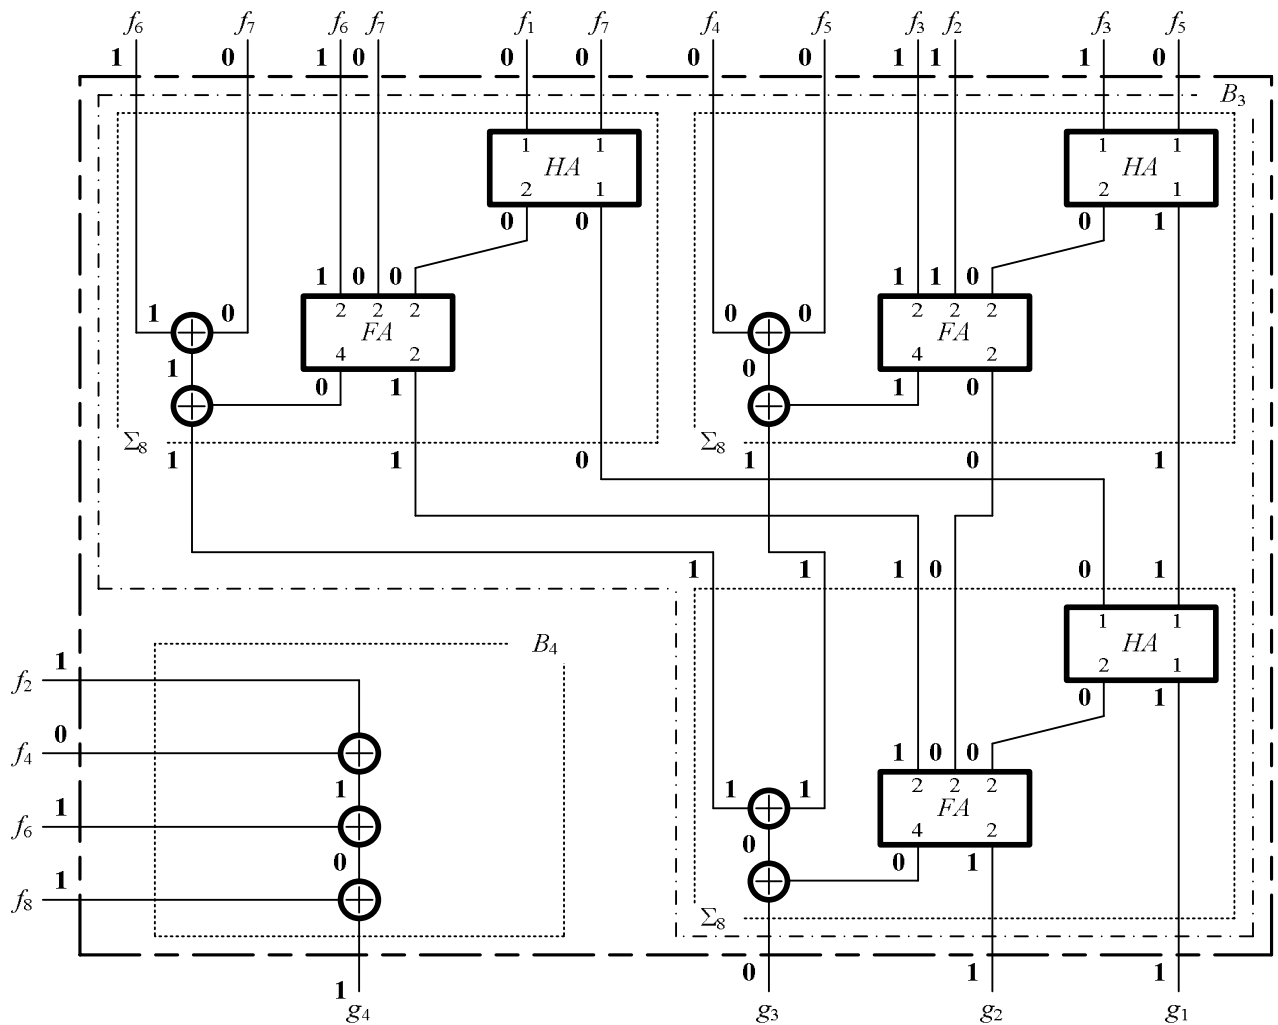 f₆ f₇ f₆ f₇ f₁ f₇ f₄ f₅ f₃ f₂ f₃ f₅
1 0 1 0 0 0 0 0 1 1 1 0
B₃
1 1 1 1
HA HA
2 1 2 1
0 0 0 1
1 0 0 1 1 0
1 0 2 2 2 0 0 2 2 2
FA FA
4 2 4 2
1 0
0 1 1 0
Σ₈ Σ₈
1 1 0 1 0 1
1 1 1 0 0 1
1 1
HA
B₄
2 1
1
f₂
0 1
0
f₄
1 0 0
1 1 1 2 2 2
1
FA
f₆
4 2
0 0
0 1
1
f₈
Σ₈
1 0 1 1
g₄ g₃ g₂ g₁